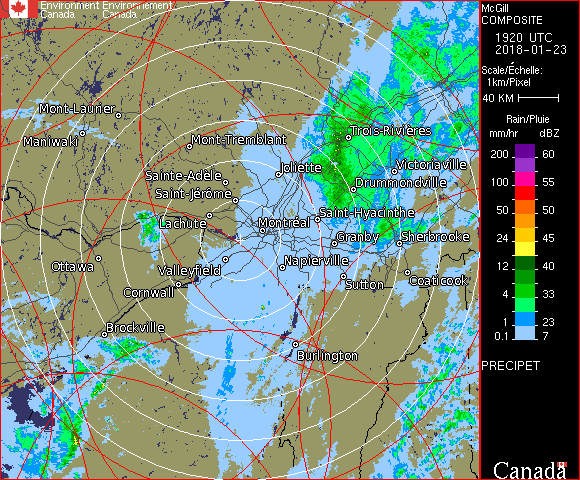 Environment Environnement
Canada Canada
McGill
COMPOSITE
1920 UTC
2018-01-23
Scale/Échelle:
1km/Pixel
40 KM
Rain/Pluie
mm/hr dBZ
200 60
100 55
50 50
24 45
12 40
4 33
1 23
0.1 7
PRECIPET
Canada
Mont-Laurier
Maniwaki
Mont-Tremblant
Trois-Rivières
Sainte-Adèle
Joliette
Victoriaville
Saint-Jérôme
Drummondville
Lachute
Montréal
Saint-Hyacinthe
Granby
Sherbrooke
Ottawa
Valleyfield
Napierville
Cornwall
Sutton
Coaticook
Brockville
Burlington